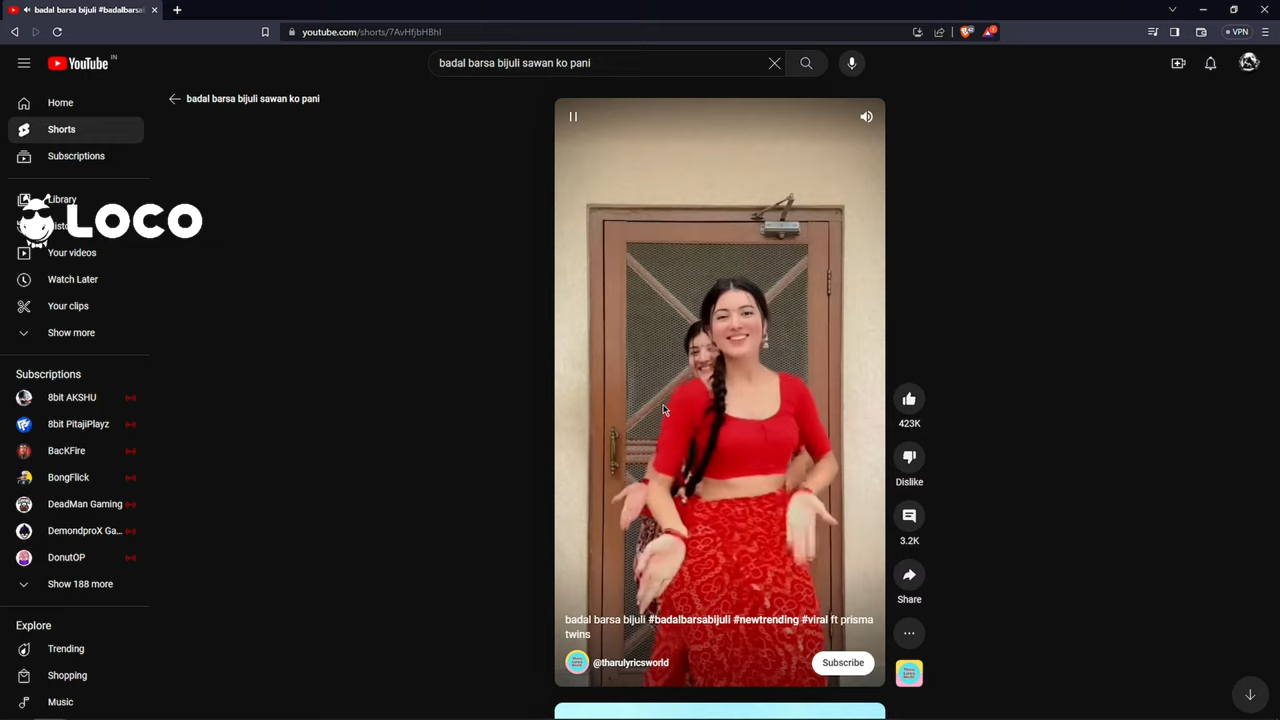 badal barsa bijuli #badalbarsal
youtube.com/shorts/7AvHfjbHBhI
VPN
YouTube IN
badal barsa bijuli sawan ko pani
Home
badal barsa bijuli sawan ko pani
Shorts
Subscriptions
Library
LOCO
Your videos
Watch Later
Your clips
Show more
Subscriptions
8bit AKSHU
8bit PitajiPlayz
BacKFire
BongFlick
DeadMan Gaming
DemondproX Ga...
DonutOP
Show 188 more
Explore
Trending
Shopping
Music
423K
Dislike
3.2K
Share
badal barsa bijuli #badalbarsabijuli #newtrending #viral ft prisma
twins
@tharulyricsworld
Subscribe